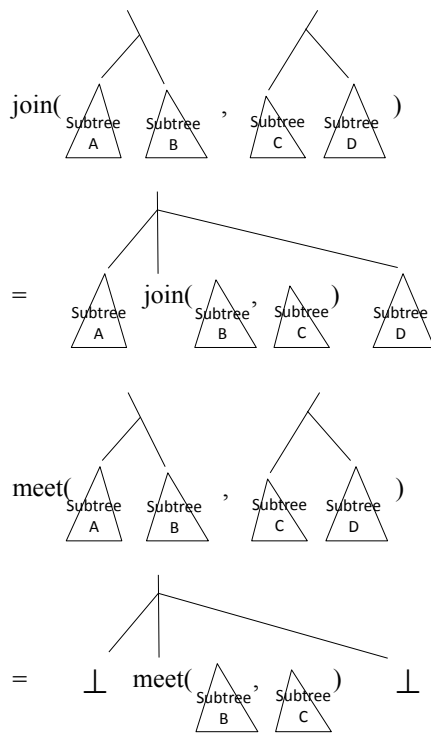 join( Subtree A Subtree B , Subtree C Subtree D )
= Subtree A join( Subtree B , Subtree C ) Subtree D
meet( Subtree A Subtree B , Subtree C Subtree D )
= ⊥ meet( Subtree B , Subtree C ) ⊥